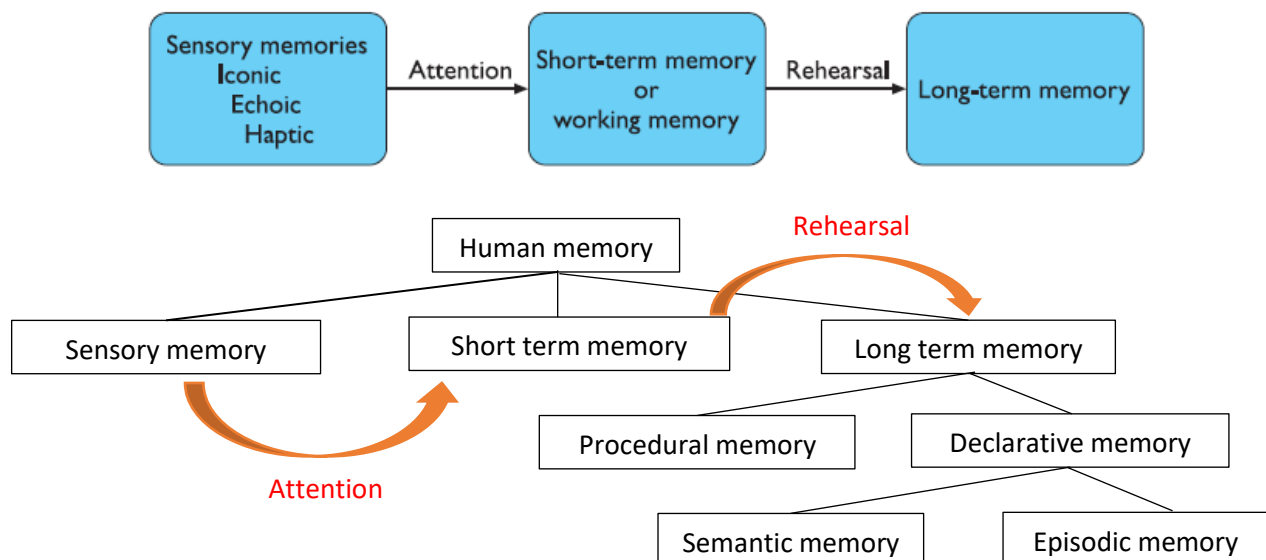 Sensory memories
Iconic
Echoic
Haptic
Attention
Short-term memory
or
working memory
Rehearsal
Long-term memory
Rehearsal
Human memory
Sensory memory
Short term memory
Long term memory
Procedural memory
Declarative memory
Attention
Semantic memory
Episodic memory